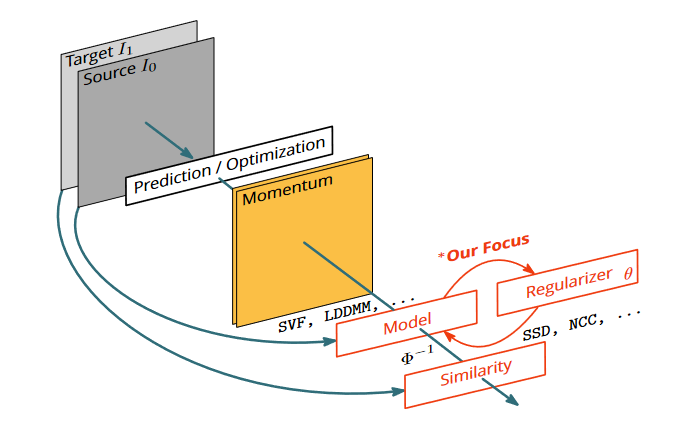 Target I₁
Source I₀
Prediction / Optimization
Momentum
*Our Focus
Regularizer θ
SVF, LDDMM, ...
Model
SSD, NCC, ...
Φ⁻¹
Similarity